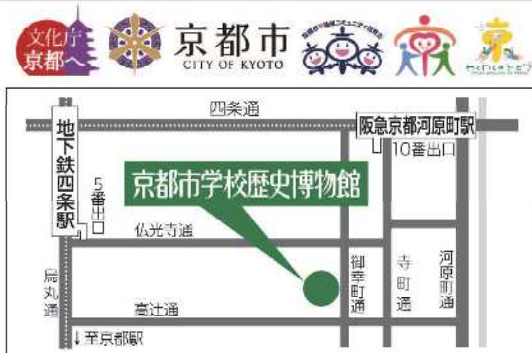 文化庁
京都へ
京都市
CITY OF KYOTO
四条通
阪急京都河原町駅
10番出口
地下鉄四条駅
5番出口
京都市学校歴史博物館
仏光寺通
御幸町通
寺町通
河原町通
烏丸通
高辻通
↓至京都駅